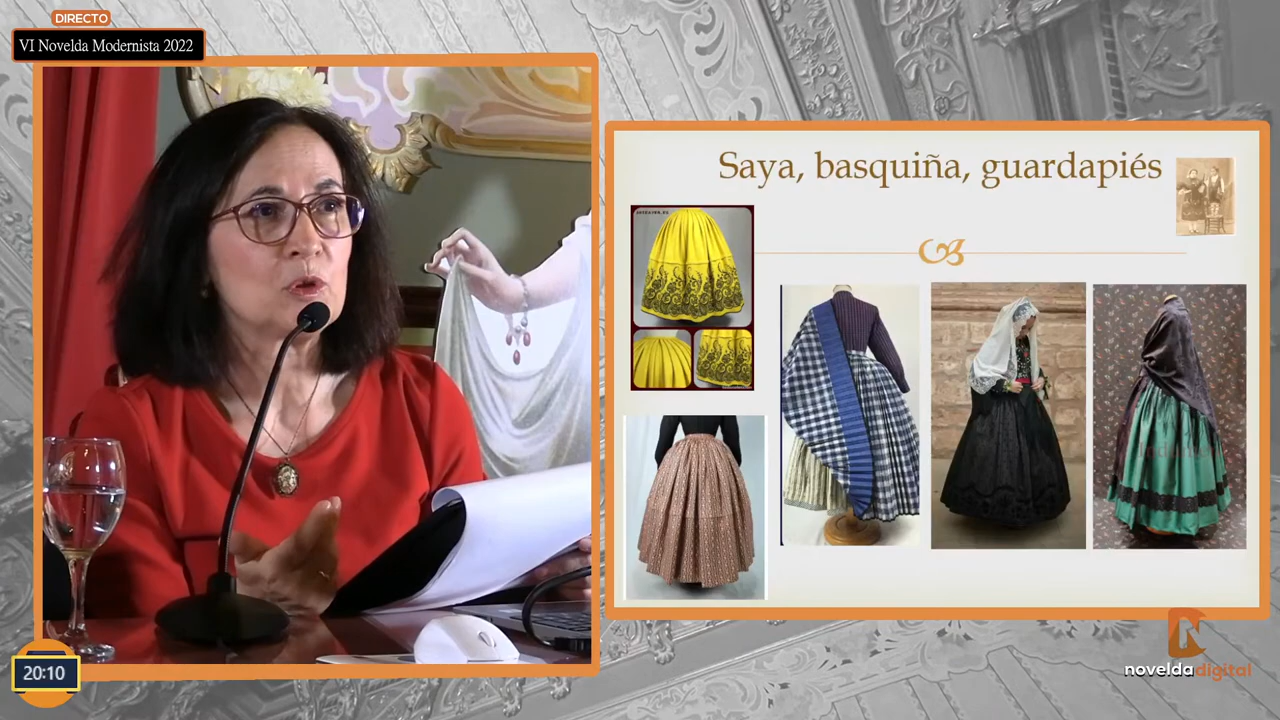 DIRECTO
VI Novelda Modernista 2022
Saya, basquiña, guardapiés
20:10
noveldadigital